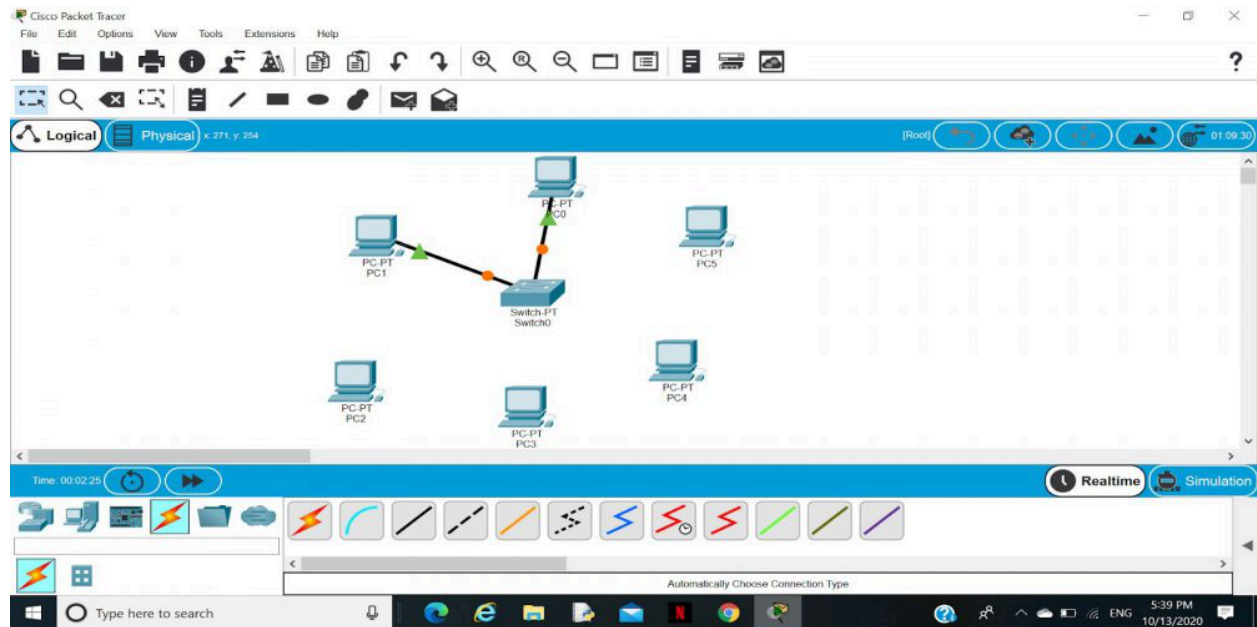 Cisco Packet Tracer
File Edit Options View Tools Extensions Help
?
Logical Physical x: 271, y: 254 [Root] 01:09:30
PC-PT
PC0
PC-PT
PC1
PC-PT
PC5
Switch-PT
Switch0
PC-PT
PC4
PC-PT
PC2
PC-PT
PC3
Time: 00:02:25 Realtime Simulation
Automatically Choose Connection Type
Type here to search N ENG 5:39 PM
10/13/2020